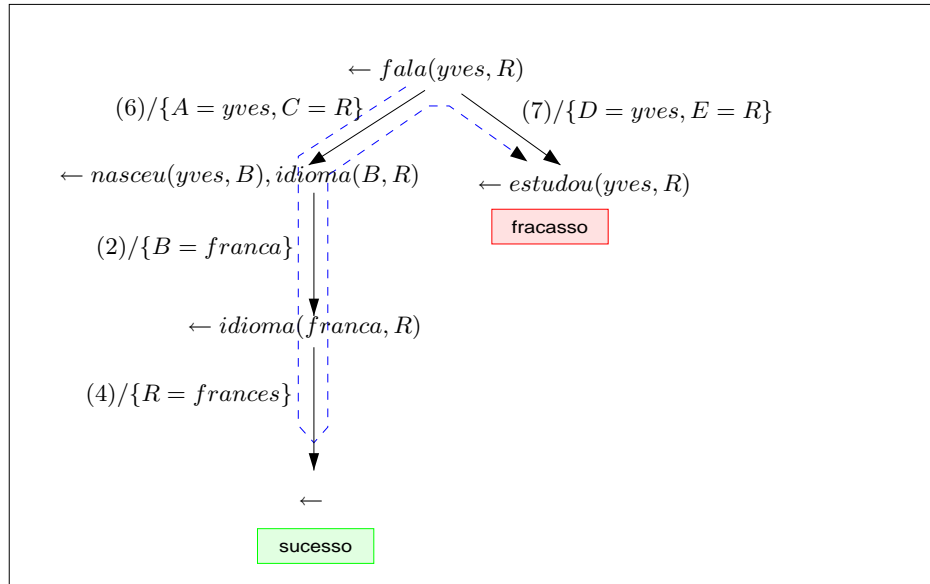 ← fala(yves, R)
(6)/{A = yves, C = R}
(7)/{D = yves, E = R}
← nasceu(yves, B), idioma(B, R)
← estudou(yves, R)
fracasso
(2)/{B = franca}
← idioma(franca, R)
(4)/{R = frances}
←
sucesso